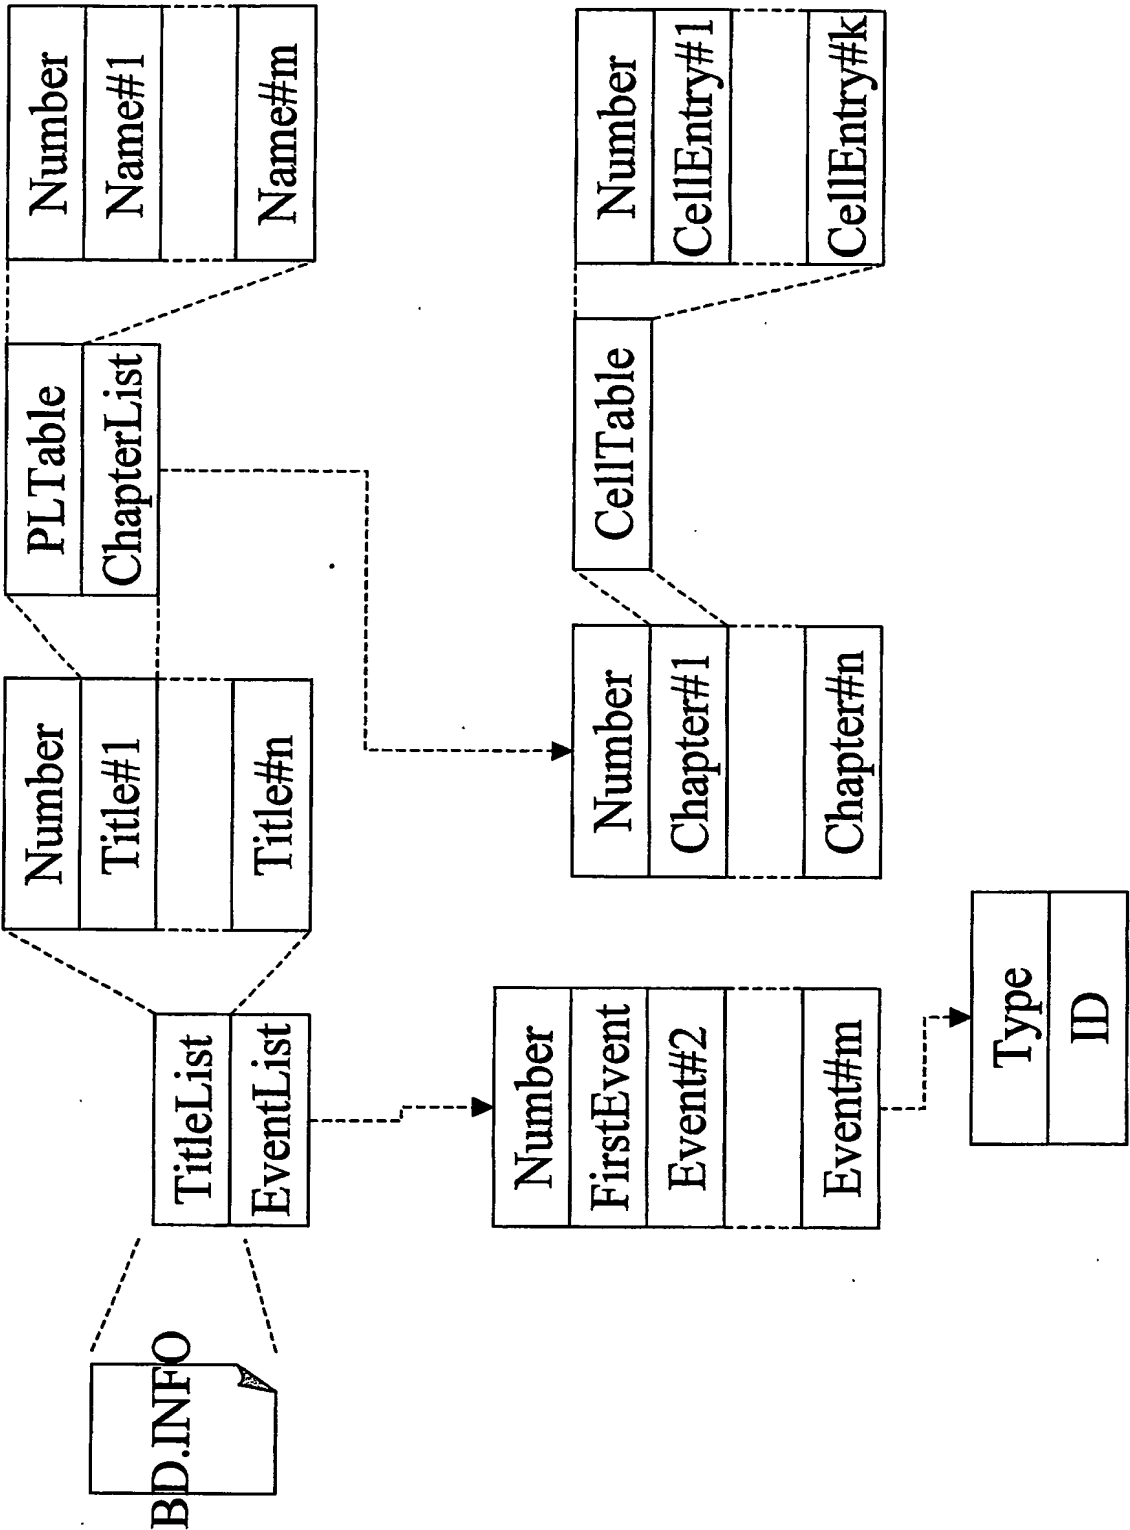 BD.INFO
TitleList
EventList
Number
Title#1
Title#n
PLTable
ChapterList
Number
Name#1
Name#m
Number
FirstEvent
Event#2
Event#m
Type
ID
Number
Chapter#1
Chapter#n
CellTable
Number
CellEntry#1
CellEntry#k